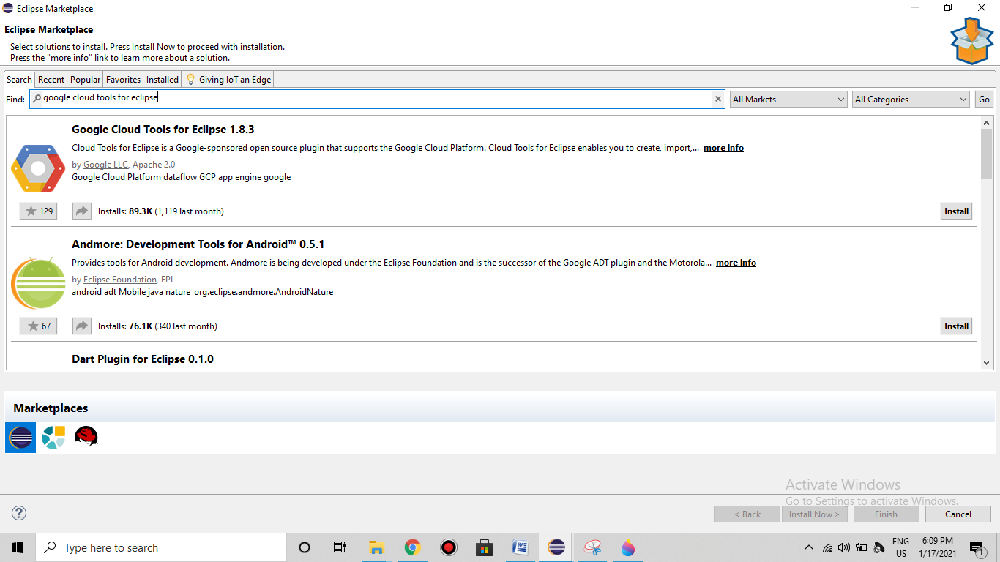 Eclipse Marketplace
Eclipse Marketplace
Select solutions to install. Press Install Now to proceed with installation.
Press the "more info" link to learn more about a solution.
Search Recent Popular Favorites Installed Giving IoT an Edge
Find: google cloud tools for eclipse All Markets All Categories Go
Google Cloud Tools for Eclipse 1.8.3
Cloud Tools for Eclipse is a Google-sponsored open source plugin that supports the Google Cloud Platform. Cloud Tools for Eclipse enables you to create, import,... more info
by Google LLC, Apache 2.0
Google Cloud Platform dataflow GCP app engine google
129 Installs: 89.3K (1,119 last month) Install
Andmore: Development Tools for Android™ 0.5.1
Provides tools for Android development. Andmore is being developed under the Eclipse Foundation and is the successor of the Google ADT plugin and the Motorola... more info
by Eclipse Foundation, EPL
android adt Mobile java nature_org.eclipse.andmore.AndroidNature
67 Installs: 76.1K (340 last month) Install
Dart Plugin for Eclipse 0.1.0
Marketplaces
Activate Windows
Go to Settings to activate Windows.
? < Back Install Now > Finish Cancel
Type here to search W ENG 6:09 PM
US 1/17/2021 1